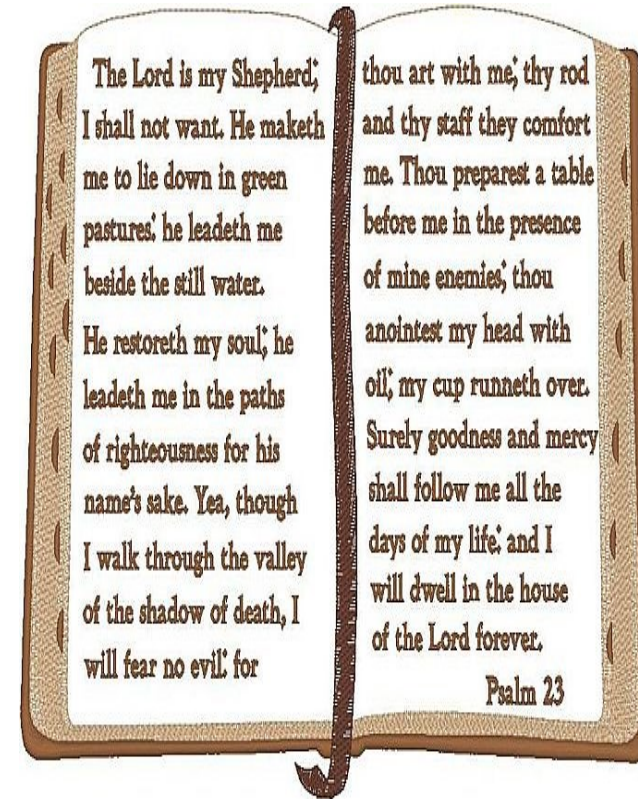 The Lord is my Shepherd;
I shall not want. He maketh
me to lie down in green
pastures: he leadeth me
beside the still water.
He restoreth my soul; he
leadeth me in the paths
of righteousness for his
name's sake. Yea, though
I walk through the valley
of the shadow of death, I
will fear no evil: for
thou art with me; thy rod
and thy staff they comfort
me. Thou preparest a table
before me in the presence
of mine enemies; thou
anointest my head with
oil; my cup runneth over.
Surely goodness and mercy
shall follow me all the
days of my life: and I
will dwell in the house
of the Lord forever.
Psalm 23